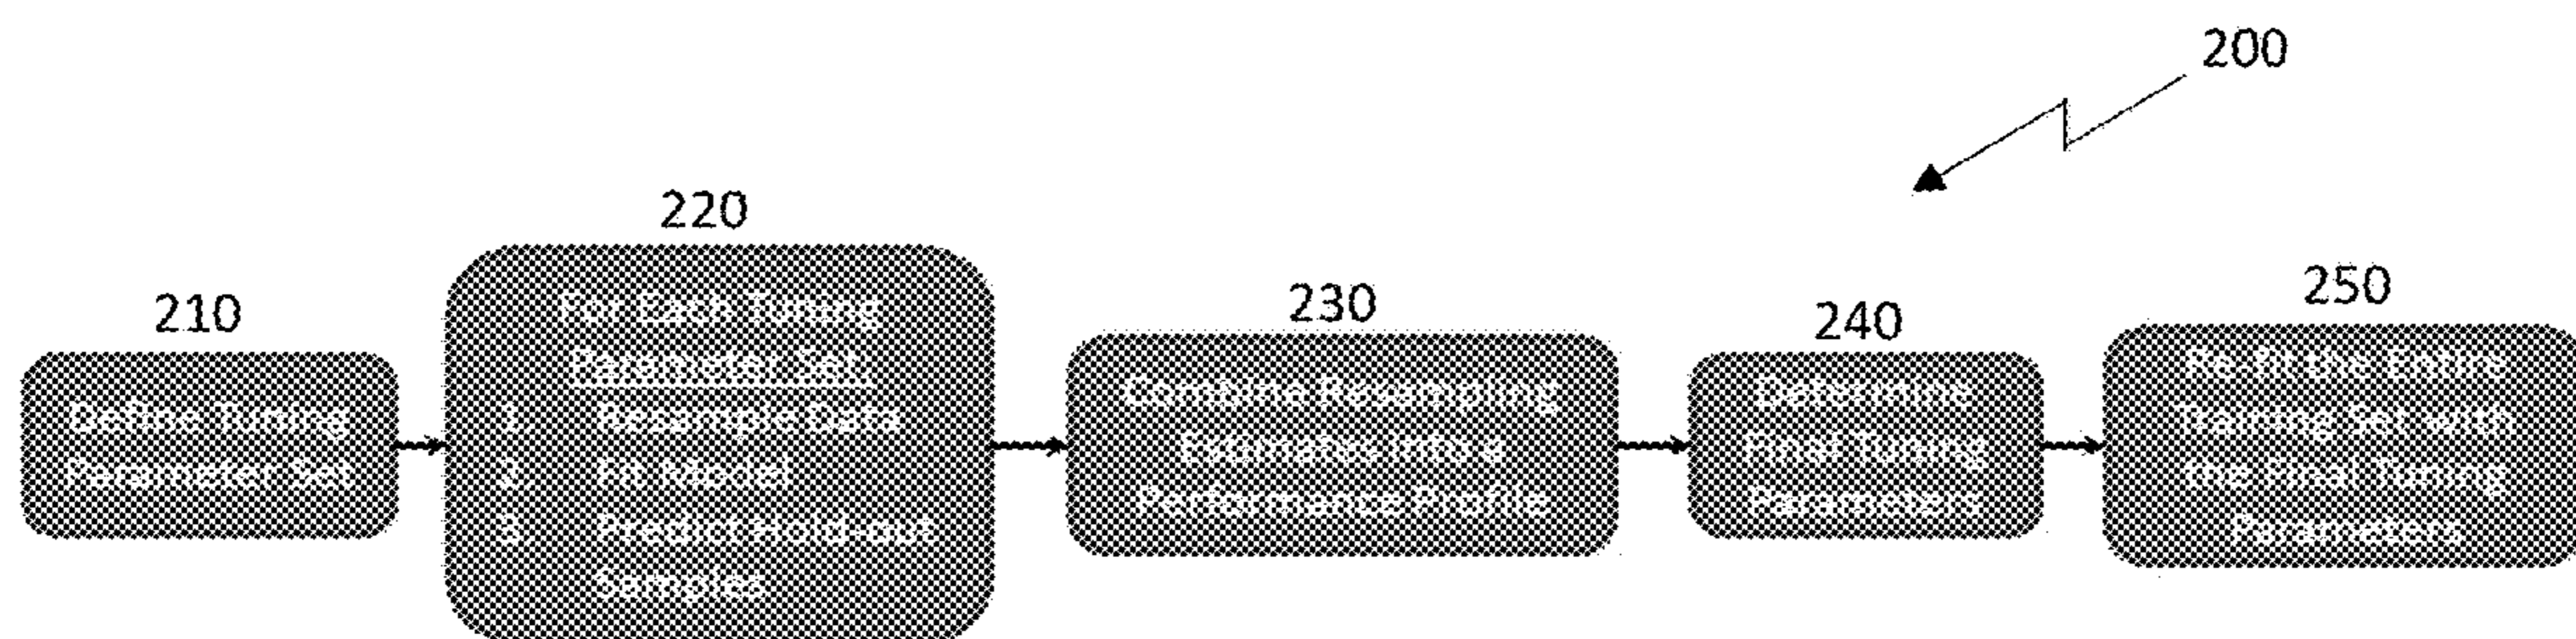 200
210
Define Tuning
Parameter Set
220
For Each Tuning
Parameter Set
1. Resample Data
2. Fit Model
3. Predict Hold-out
Samples
230
Combine Resampling
Estimates into a
Performance Profile
240
Determine
Final Tuning
Parameters
250
Re-fit the Entire
Training Set with
the Final Tuning
Parameters